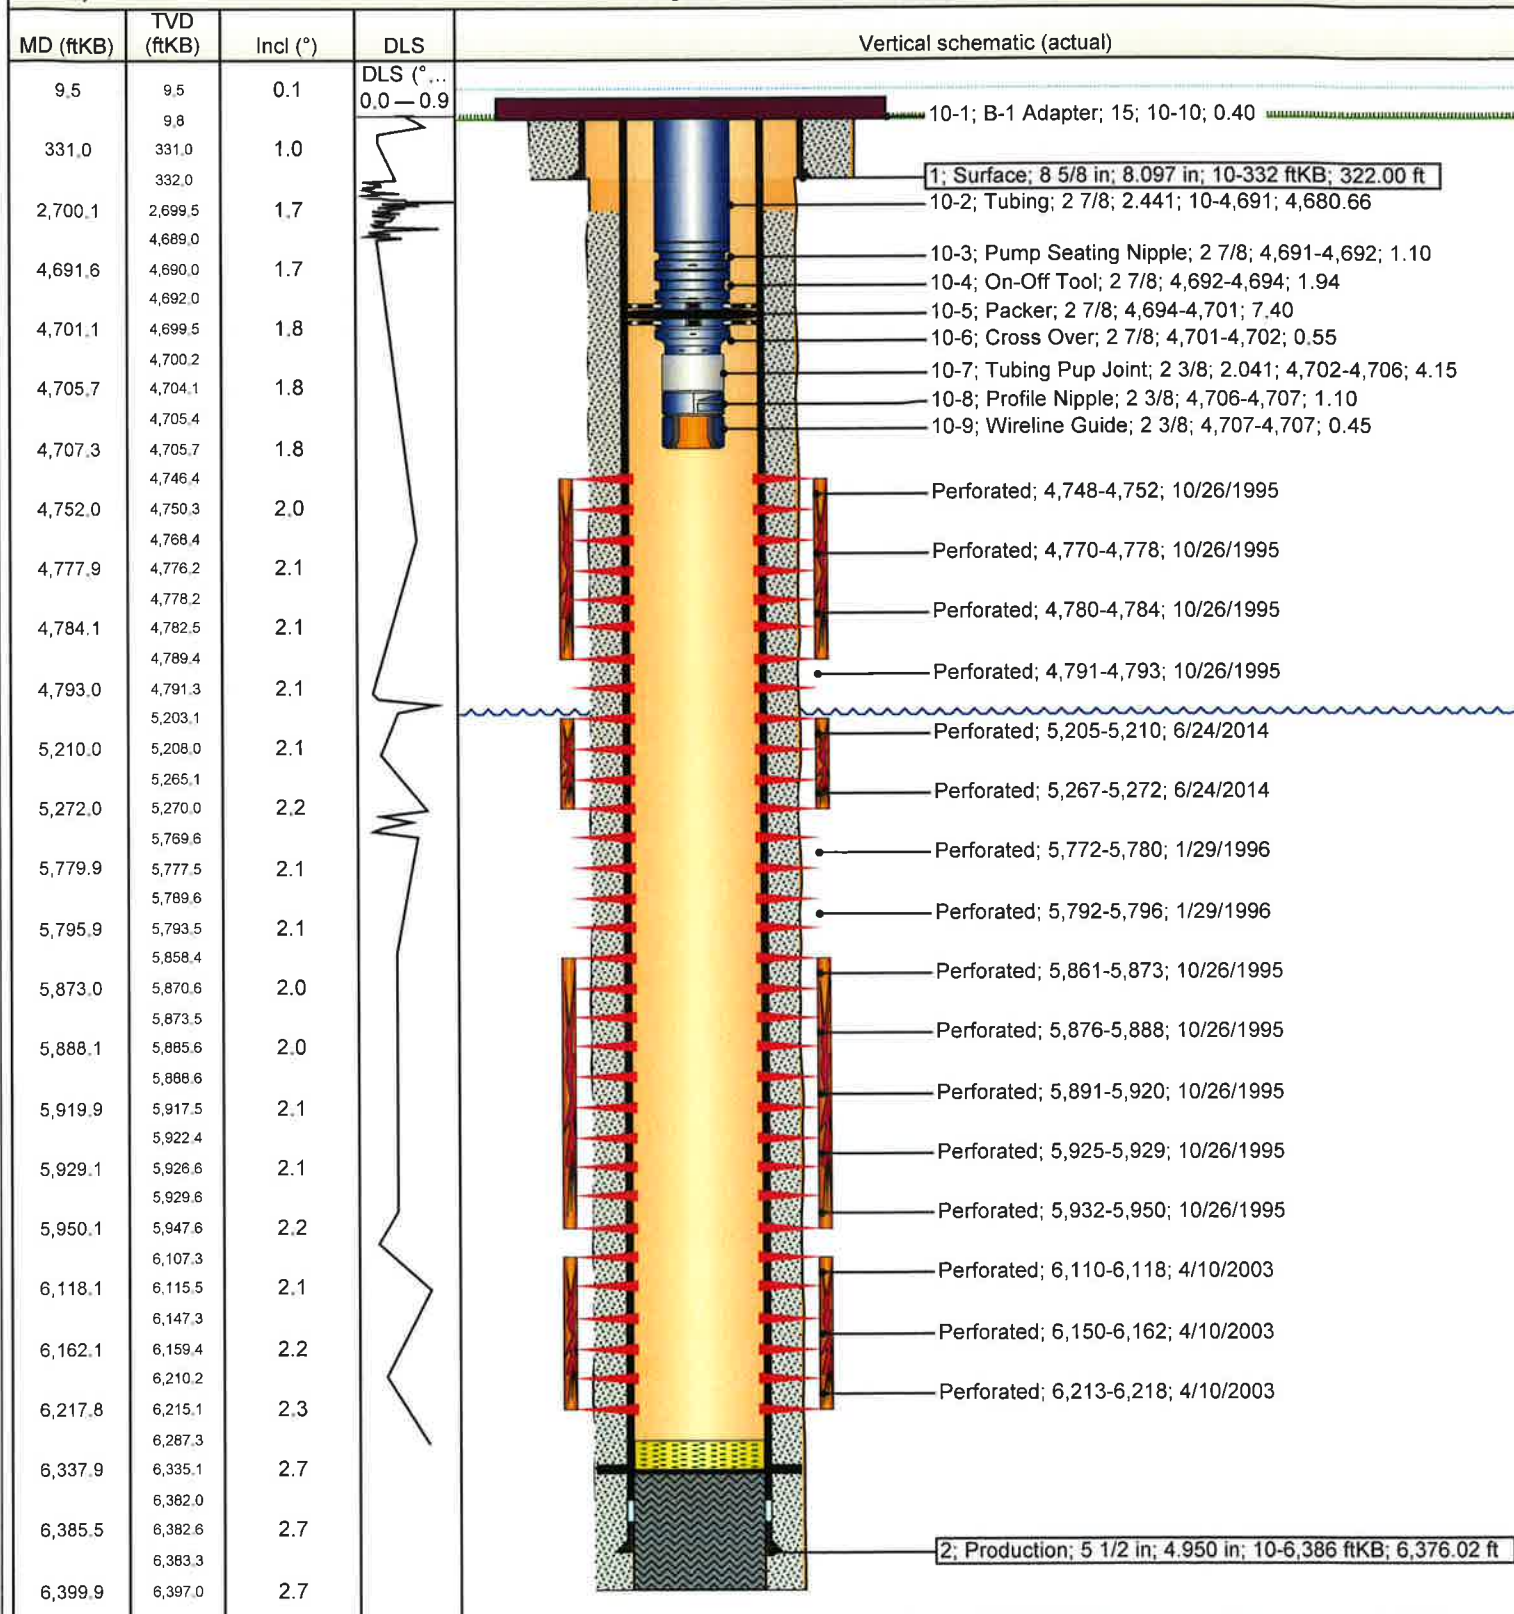 MD (ftKB) TVD (ftKB) Incl (°) DLS Vertical schematic (actual)
DLS (°...
0.0 — 0.9
9.5 9.5 0.1
9.8
10-1; B-1 Adapter; 15; 10-10; 0.40
331.0 331.0 1.0
332.0
1; Surface; 8 5/8 in; 8.097 in; 10-332 ftKB; 322.00 ft
2,700.1 2,699.5 1.7
10-2; Tubing; 2 7/8; 2.441; 10-4,691; 4,680.66
4,689.0
10-3; Pump Seating Nipple; 2 7/8; 4,691-4,692; 1.10
4,691.6 4,690.0 1.7
10-4; On-Off Tool; 2 7/8; 4,692-4,694; 1.94
4,692.0
10-5; Packer; 2 7/8; 4,694-4,701; 7.40
4,701.1 4,699.5 1.8
10-6; Cross Over; 2 7/8; 4,701-4,702; 0.55
4,700.2
10-7; Tubing Pup Joint; 2 3/8; 2.041; 4,702-4,706; 4.15
4,705.7 4,704.1 1.8
10-8; Profile Nipple; 2 3/8; 4,706-4,707; 1.10
4,705.4
10-9; Wireline Guide; 2 3/8; 4,707-4,707; 0.45
4,707.3 4,705.7 1.8
4,746.4
Perforated; 4,748-4,752; 10/26/1995
4,752.0 4,750.3 2.0
4,768.4
Perforated; 4,770-4,778; 10/26/1995
4,777.9 4,776.2 2.1
4,778.2
Perforated; 4,780-4,784; 10/26/1995
4,784.1 4,782.5 2.1
4,789.4
Perforated; 4,791-4,793; 10/26/1995
4,793.0 4,791.3 2.1
5,203.1
Perforated; 5,205-5,210; 6/24/2014
5,210.0 5,208.0 2.1
5,265.1
Perforated; 5,267-5,272; 6/24/2014
5,272.0 5,270.0 2.2
5,769.6
Perforated; 5,772-5,780; 1/29/1996
5,779.9 5,777.5 2.1
5,789.6
Perforated; 5,792-5,796; 1/29/1996
5,795.9 5,793.5 2.1
5,858.4
Perforated; 5,861-5,873; 10/26/1995
5,873.0 5,870.6 2.0
5,873.5
Perforated; 5,876-5,888; 10/26/1995
5,888.1 5,885.6 2.0
5,888.6
Perforated; 5,891-5,920; 10/26/1995
5,919.9 5,917.5 2.1
5,922.4
Perforated; 5,925-5,929; 10/26/1995
5,929.1 5,926.6 2.1
5,929.6
Perforated; 5,932-5,950; 10/26/1995
5,950.1 5,947.6 2.2
6,107.3
Perforated; 6,110-6,118; 4/10/2003
6,118.1 6,115.5 2.1
6,147.3
Perforated; 6,150-6,162; 4/10/2003
6,162.1 6,159.4 2.2
6,210.2
Perforated; 6,213-6,218; 4/10/2003
6,217.8 6,215.1 2.3
6,287.3
6,337.9 6,335.1 2.7
6,382.0
6,385.5 6,382.6 2.7
2; Production; 5 1/2 in; 4.950 in; 10-6,386 ftKB; 6,376.02 ft
6,383.3
6,399.9 6,397.0 2.7